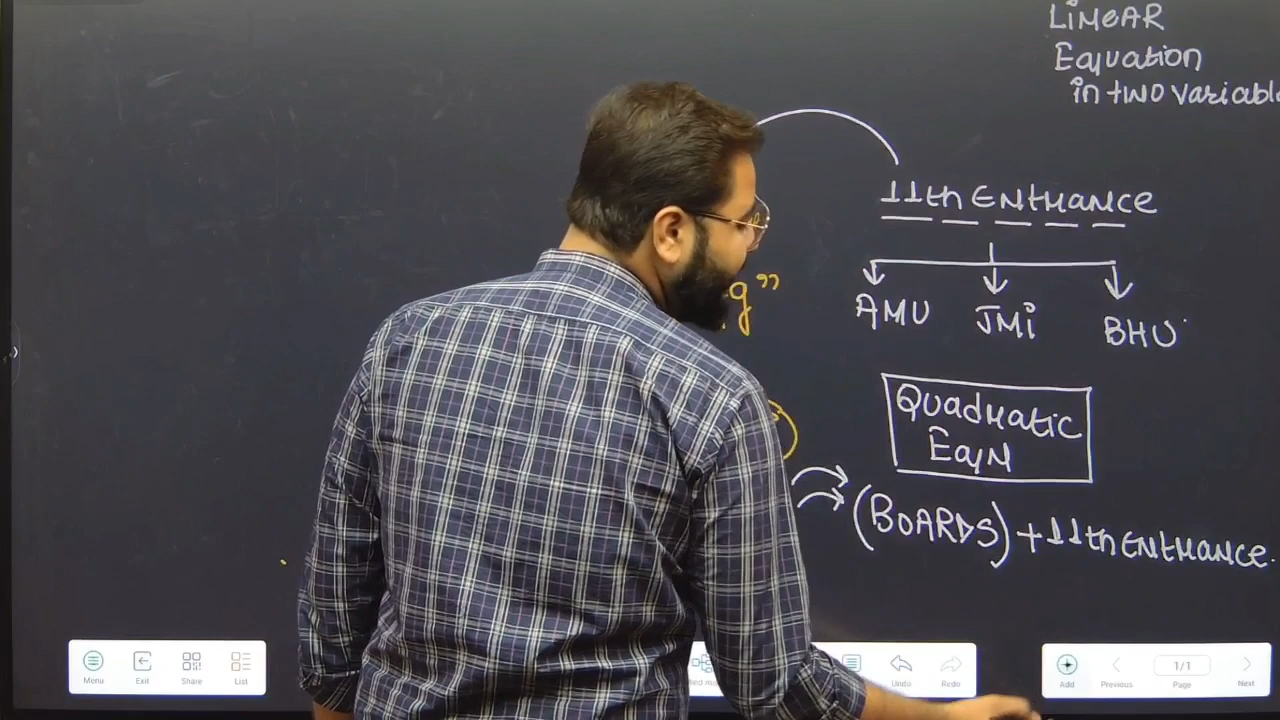 LiNeAR
Equation
in two variable
11th ENtRANCE
g”
AMU JMi BHU
QuadRatic
EqN
(BOARDS) + 11th ENtRANCE.
Menu Exit Share List Undo Redo Add Previous 1/1 Page Next